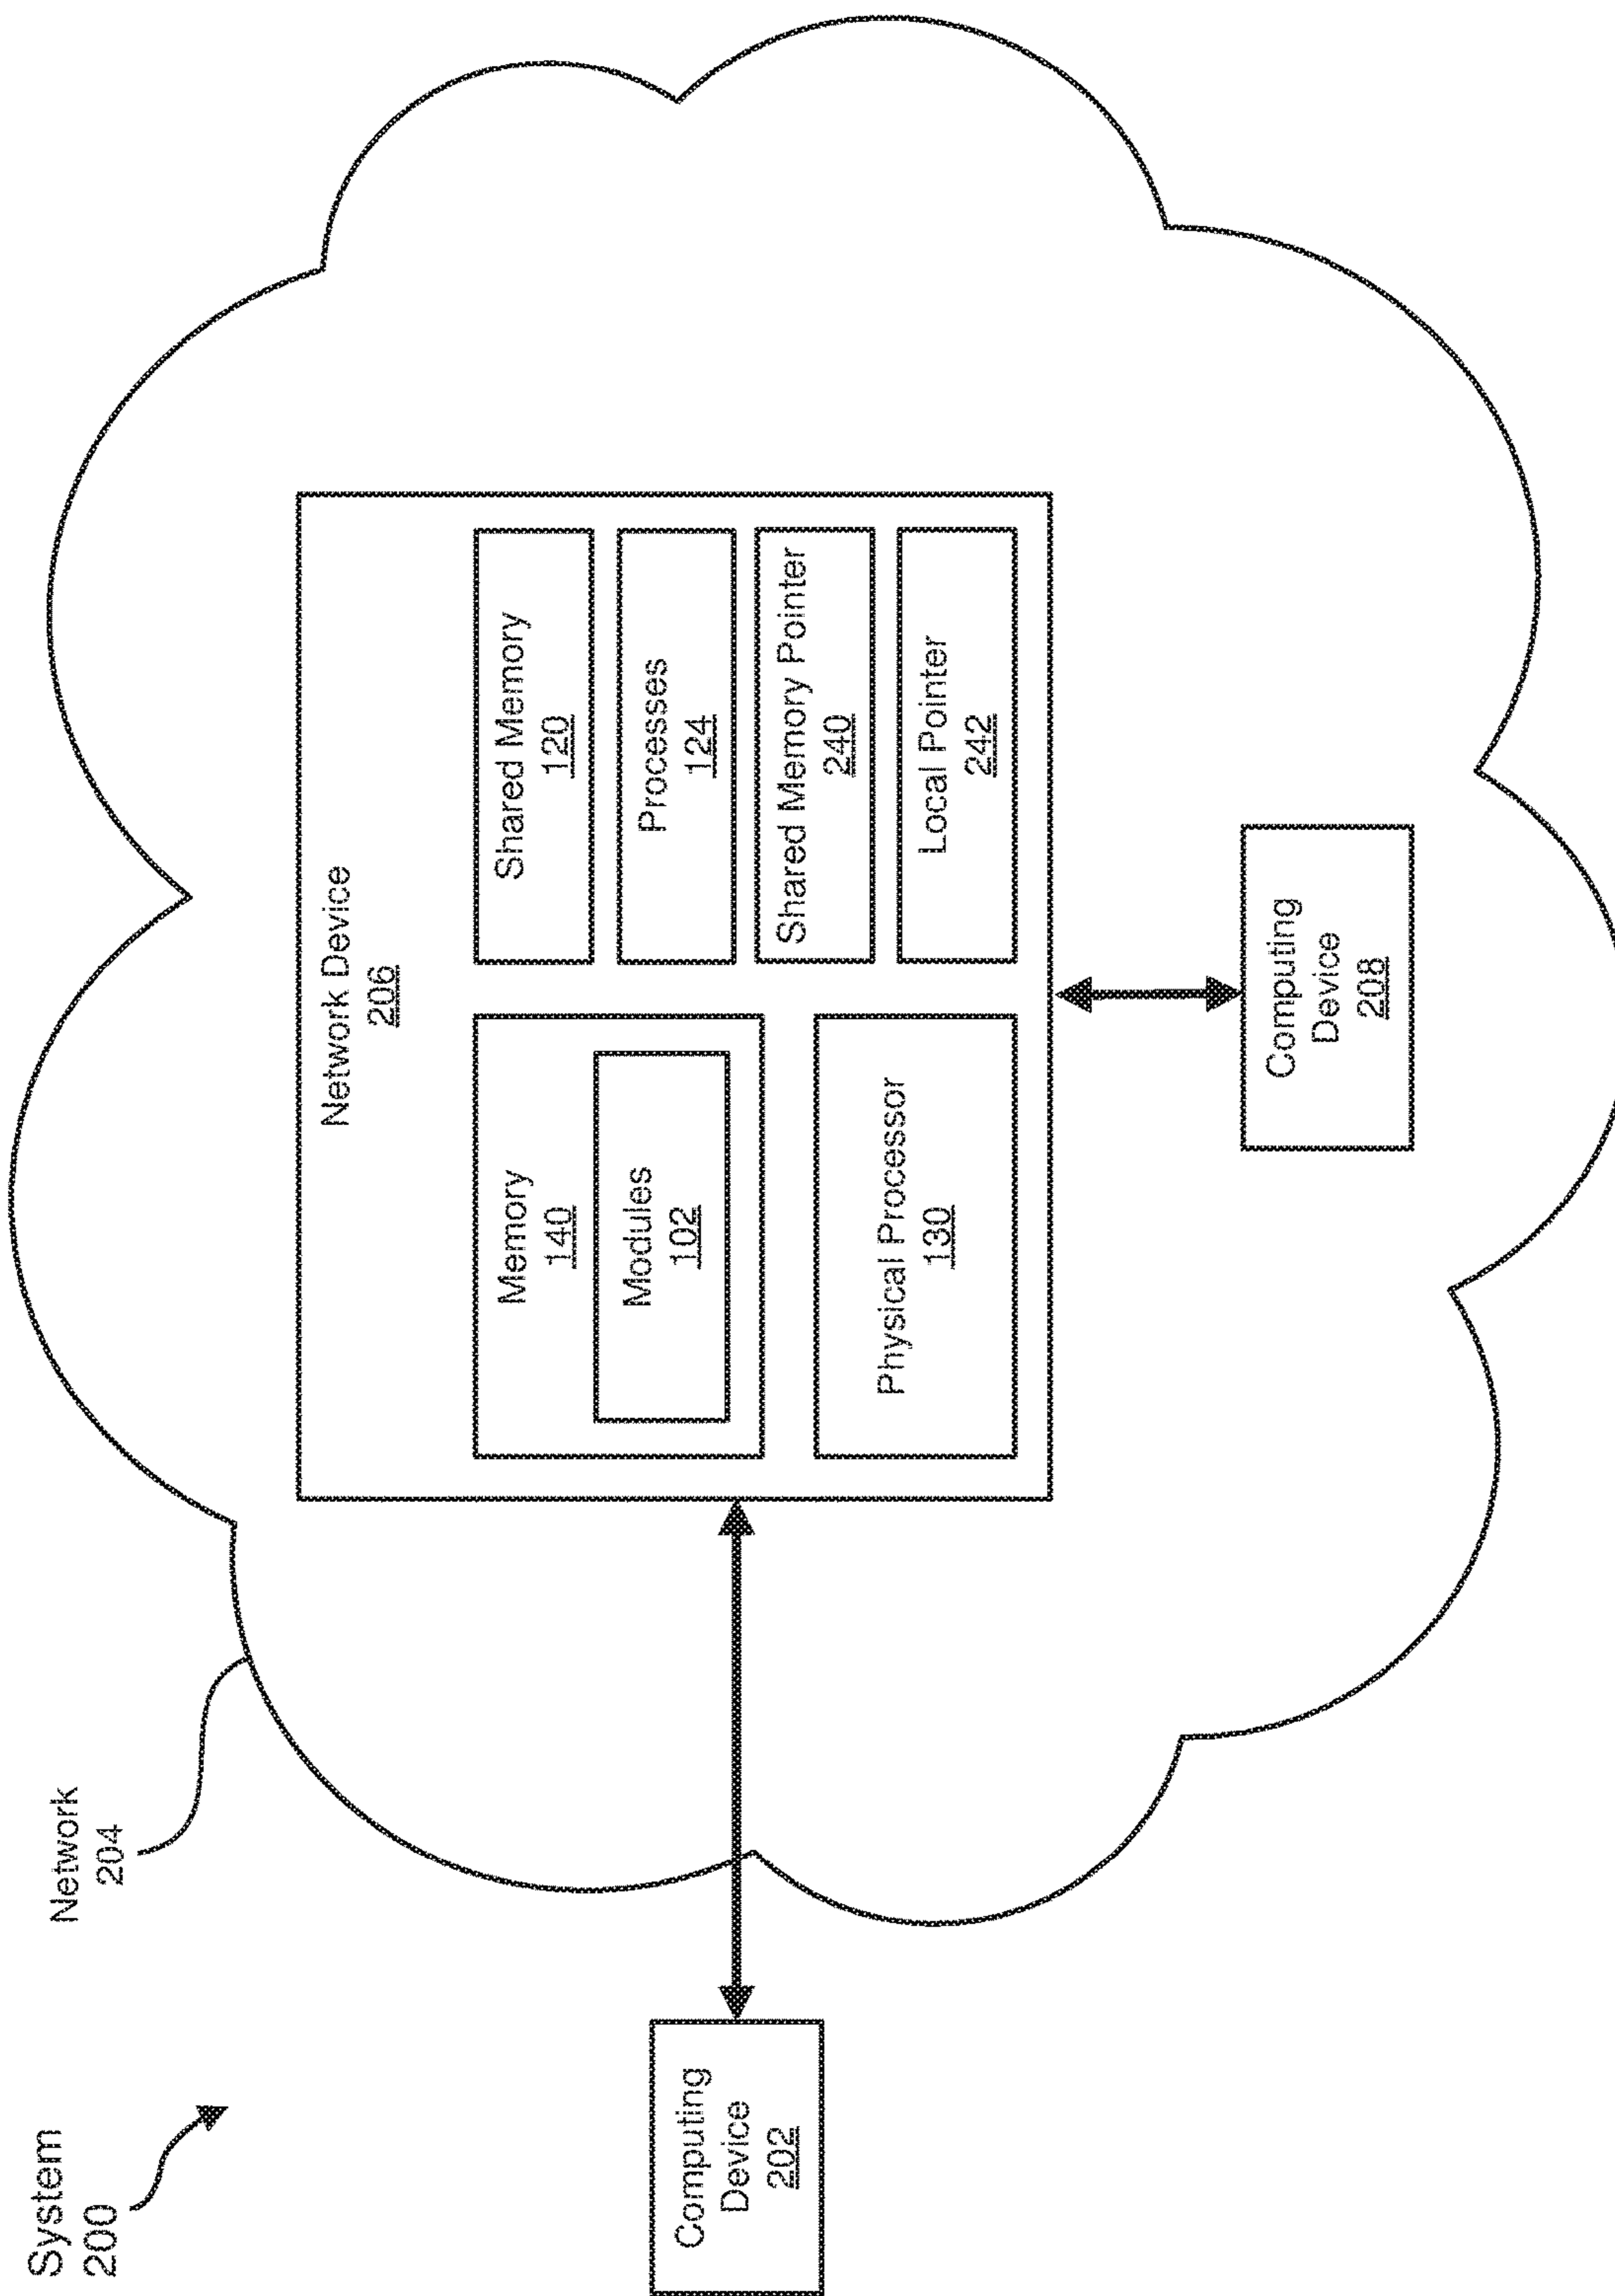 System
200
Network
204
Network Device
206
Memory
140
Modules
102
Physical Processor
130
Shared Memory
120
Processes
124
Shared Memory Pointer
240
Local Pointer
242
Computing
Device
202
Computing
Device
208